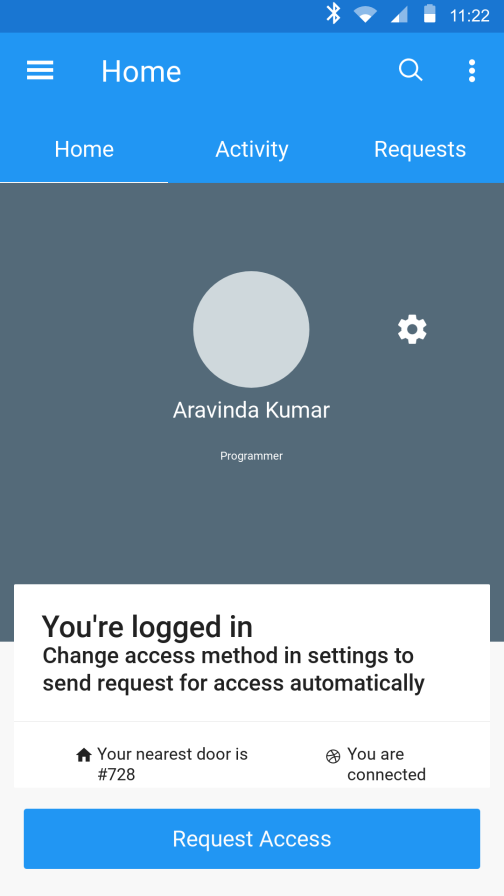 11:22
Home
Home Activity Requests
Aravinda Kumar
Programmer
You're logged in
Change access method in settings to
send request for access automatically
Your nearest door is
#728
You are
connected
Request Access